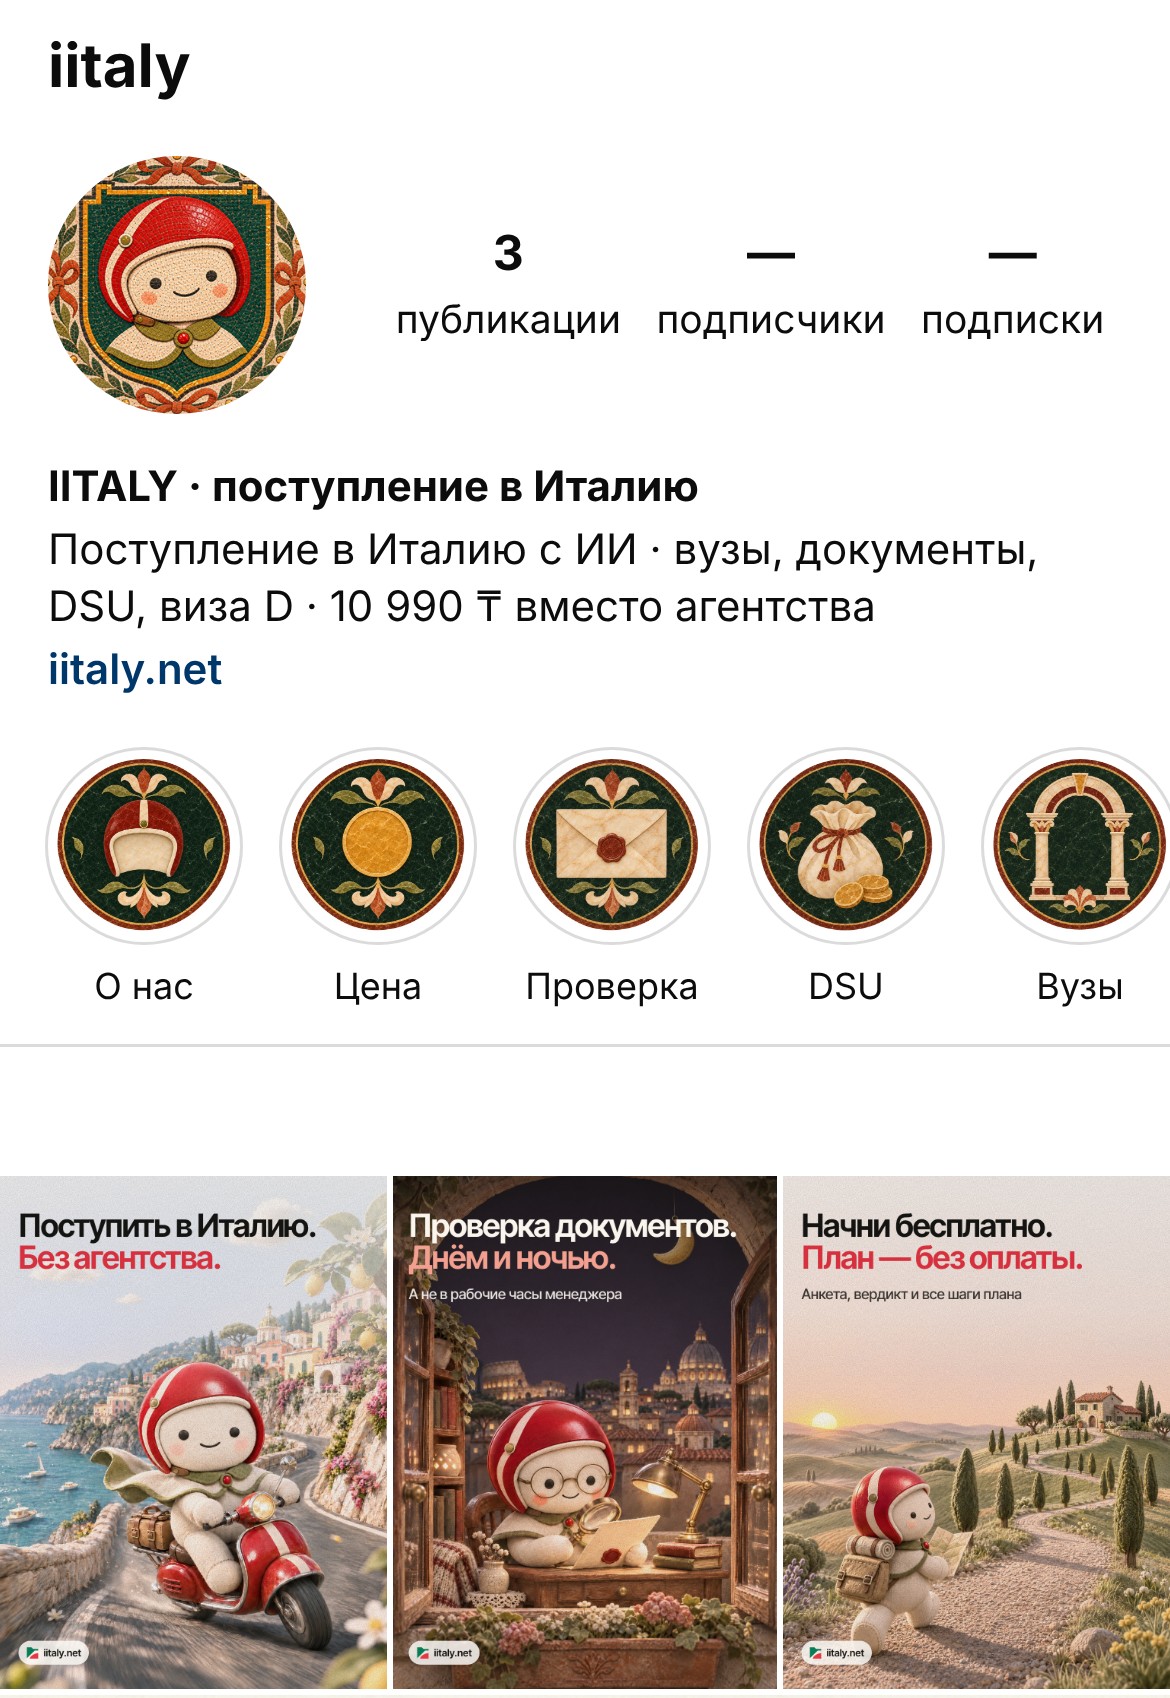 iitaly
3
публикации
—
подписчики
—
подписки
IITALY · поступление в Италию
Поступление в Италию с ИИ · вузы, документы,
DSU, виза D · 10 990 ₸ вместо агентства
iitaly.net
О нас
Цена
Проверка
DSU
Вузы
Поступить в Италию.
Без агентства.
iitaly.net
Проверка документов.
Днём и ночью.
А не в рабочие часы менеджера
iitaly.net
Начни бесплатно.
План — без оплаты.
Анкета, вердикт и все шаги плана
iitaly.net